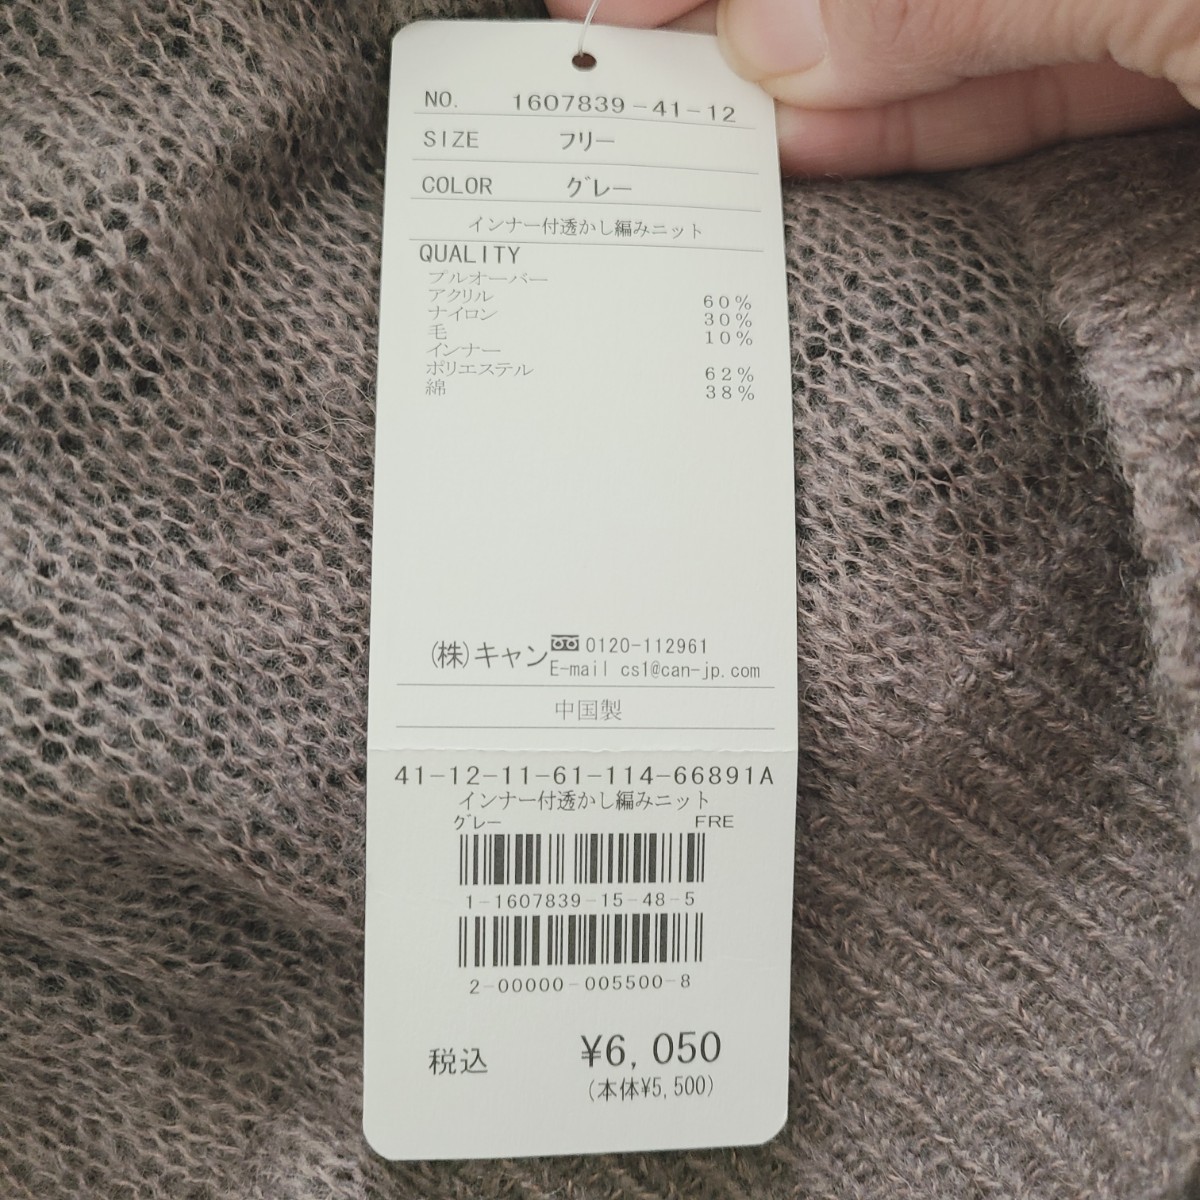 NO. 1607839-41-12
SIZE フリー
COLOR グレー
インナー付透かし編みニット
QUALITY
プルオーバー
アクリル 60%
ナイロン 30%
毛 10%
インナー
ポリエステル 62%
綿 38%
(株)キャン 0120-112961
E-mail cs1@can-jp.com
中国製
41-12-11-61-114-66891A
インナー付透かし編みニット
グレー FRE
1-1607839-15-48-5
2-00000-005500-8
税込 ¥6,050
(本体¥5,500)